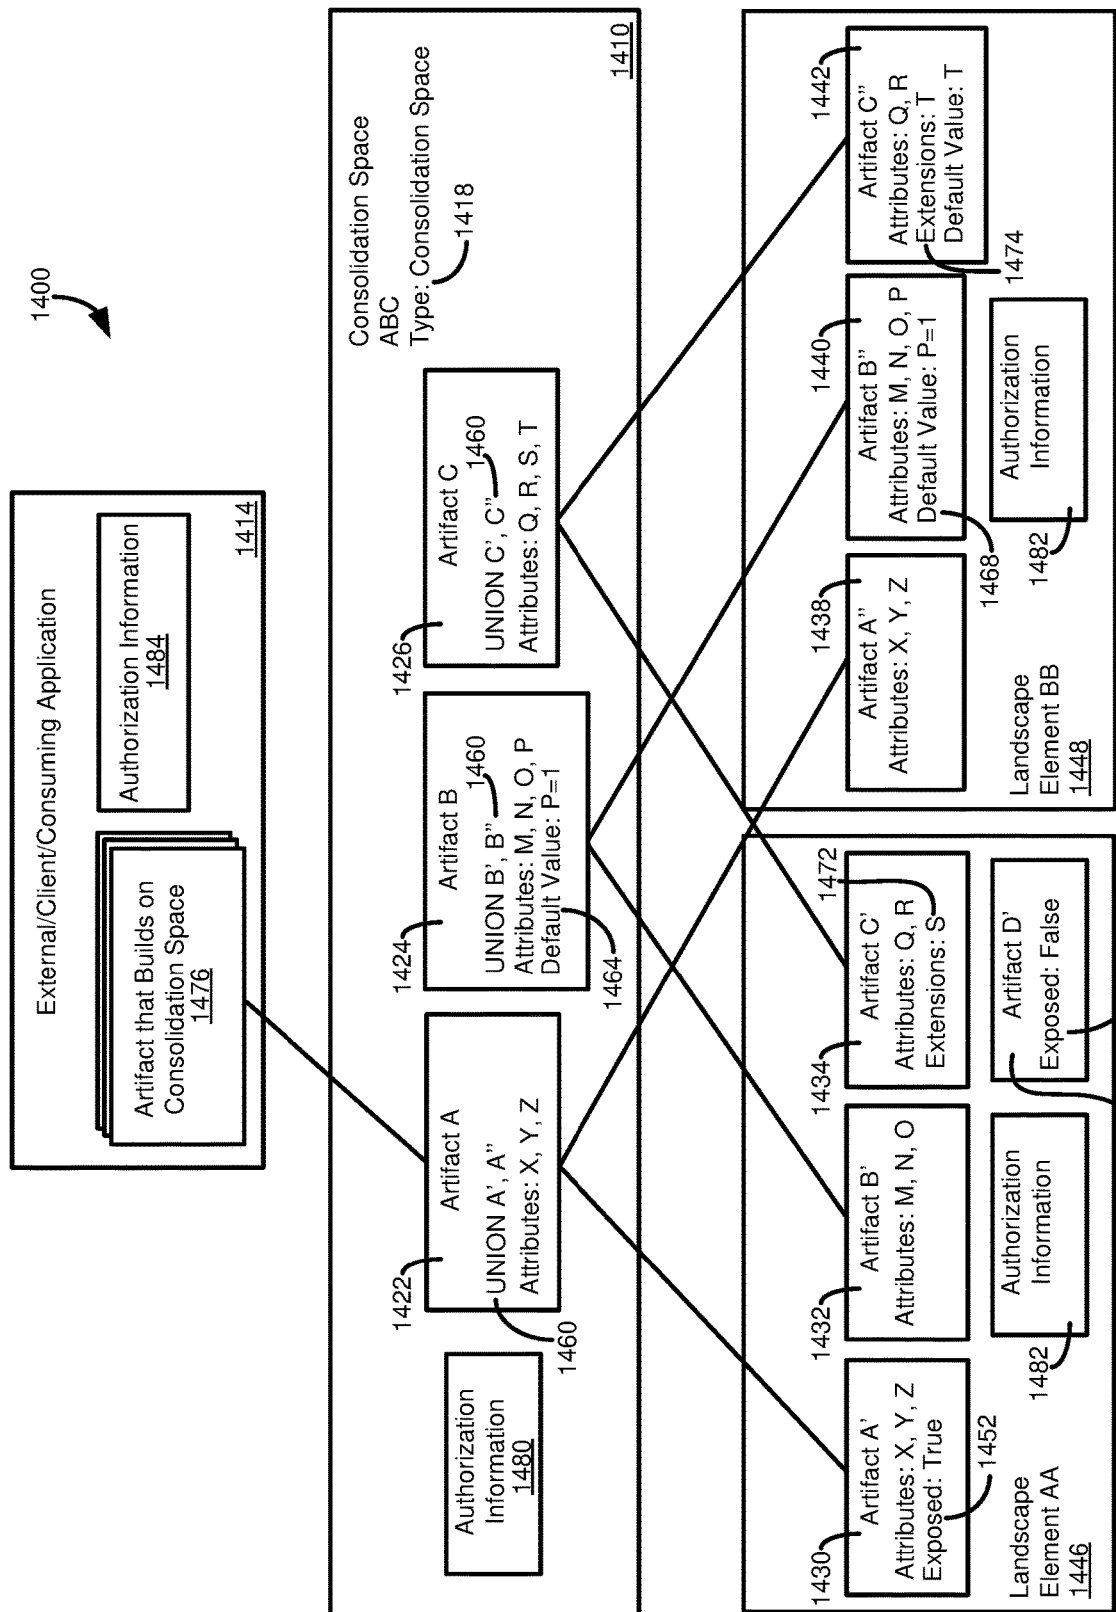 1400
External/Client/Consuming Application
Artifact that Builds on
Consolidation Space
1476
Authorization Information
1484
1414
Consolidation Space
ABC
Type: Consolidation Space
1418
1410
Authorization
Information
1480
1422
Artifact A
UNION A', A"
Attributes: X, Y, Z
1460
1424
Artifact B
UNION B', B"
1460
Attributes: M, N, O, P
Default Value: P=1
1464
1426
Artifact C
UNION C', C"
1460
Attributes: Q, R, S, T
1430
Artifact A'
Attributes: X, Y, Z
Exposed: True
1452
1432
Artifact B'
Attributes: M, N, O
1434
Artifact C'
Attributes: Q, R
Extensions: S
1472
Landscape
Element AA
1446
Authorization
Information
1482
Artifact D'
Exposed: False
1438
Artifact A"
Attributes: X, Y, Z
1440
Artifact B"
Attributes: M, N, O, P
Default Value: P=1
1468
1442
Artifact C"
Attributes: Q, R
Extensions: T
Default Value: T
1474
Landscape
Element BB
1448
Authorization
Information
1482